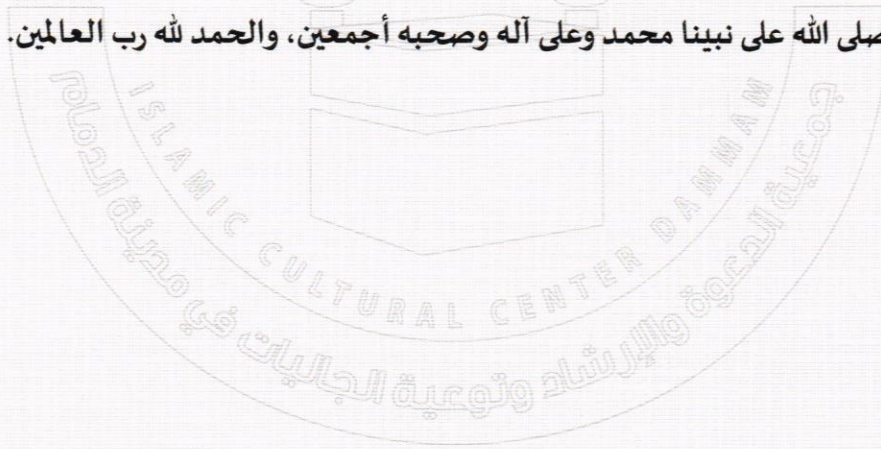 صلى الله على نبينا محمد وعلى آله وصحبه أجمعين، والحمد لله رب العالمين.
ISLAMIC CULTURAL CENTER DAMMAM
جمعية الدعوة والإرشاد وتوعية الجاليات في مدينة الدمام